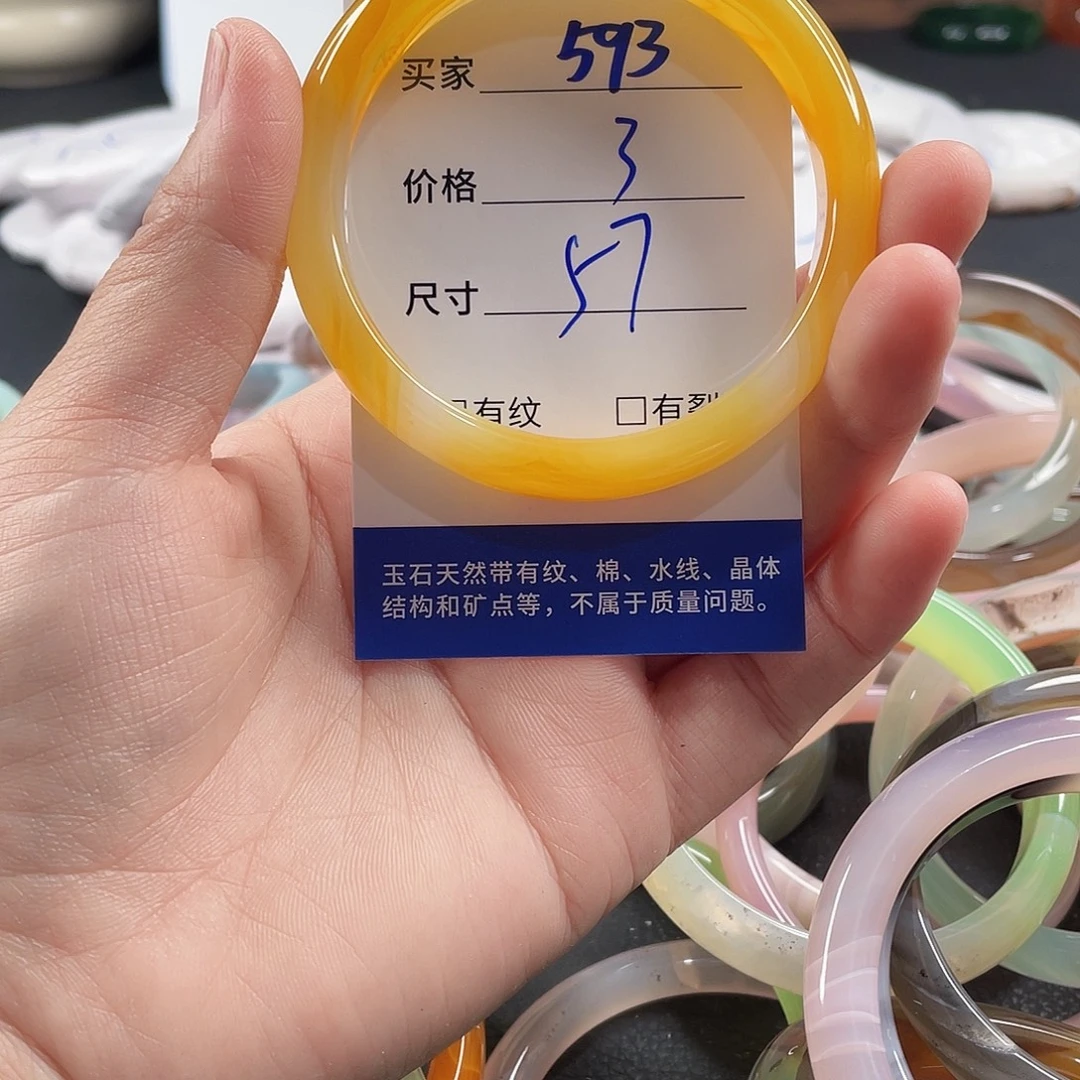 买家 593
价格 3
尺寸 57
□有纹 □有裂
玉石天然带有纹、棉、水线、晶体
结构和矿点等，不属于质量问题。